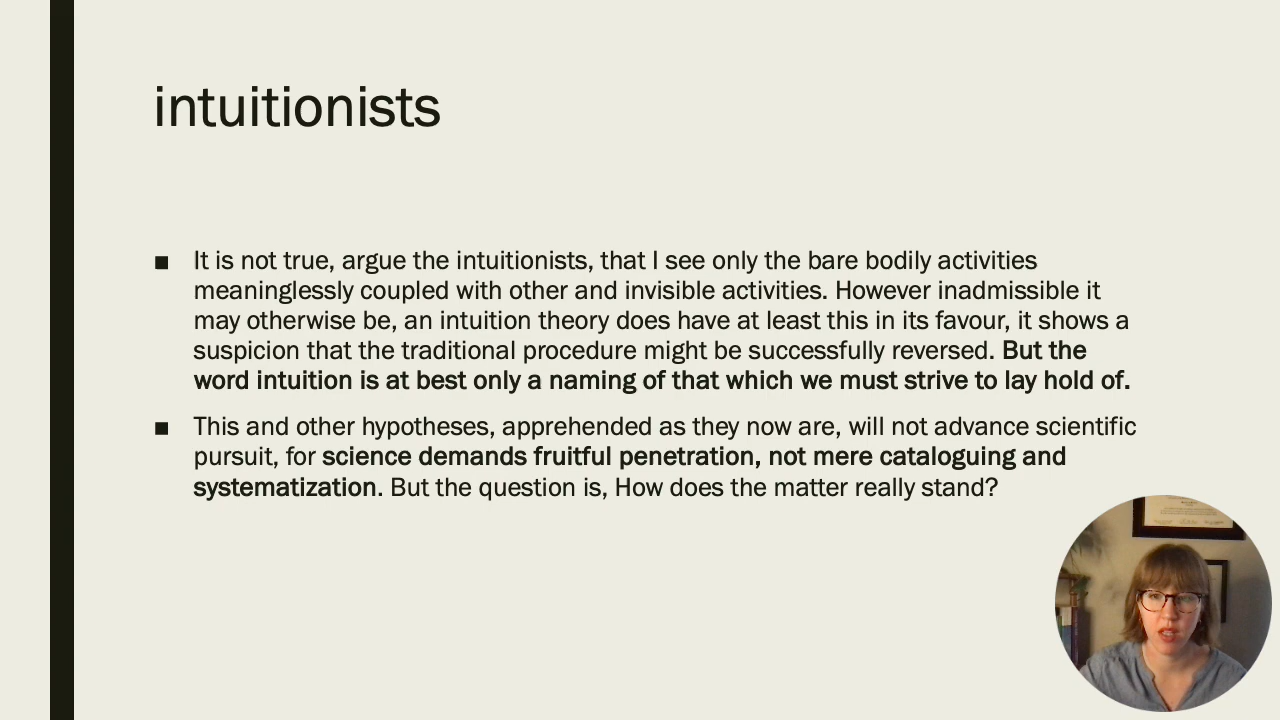 intuitionists
■ It is not true, argue the intuitionists, that I see only the bare bodily activities
meaninglessly coupled with other and invisible activities. However inadmissible it
may otherwise be, an intuition theory does have at least this in its favour, it shows a
suspicion that the traditional procedure might be successfully reversed. But the
word intuition is at best only a naming of that which we must strive to lay hold of.
■ This and other hypotheses, apprehended as they now are, will not advance scientific
pursuit, for science demands fruitful penetration, not mere cataloguing and
systematization. But the question is, How does the matter really stand?